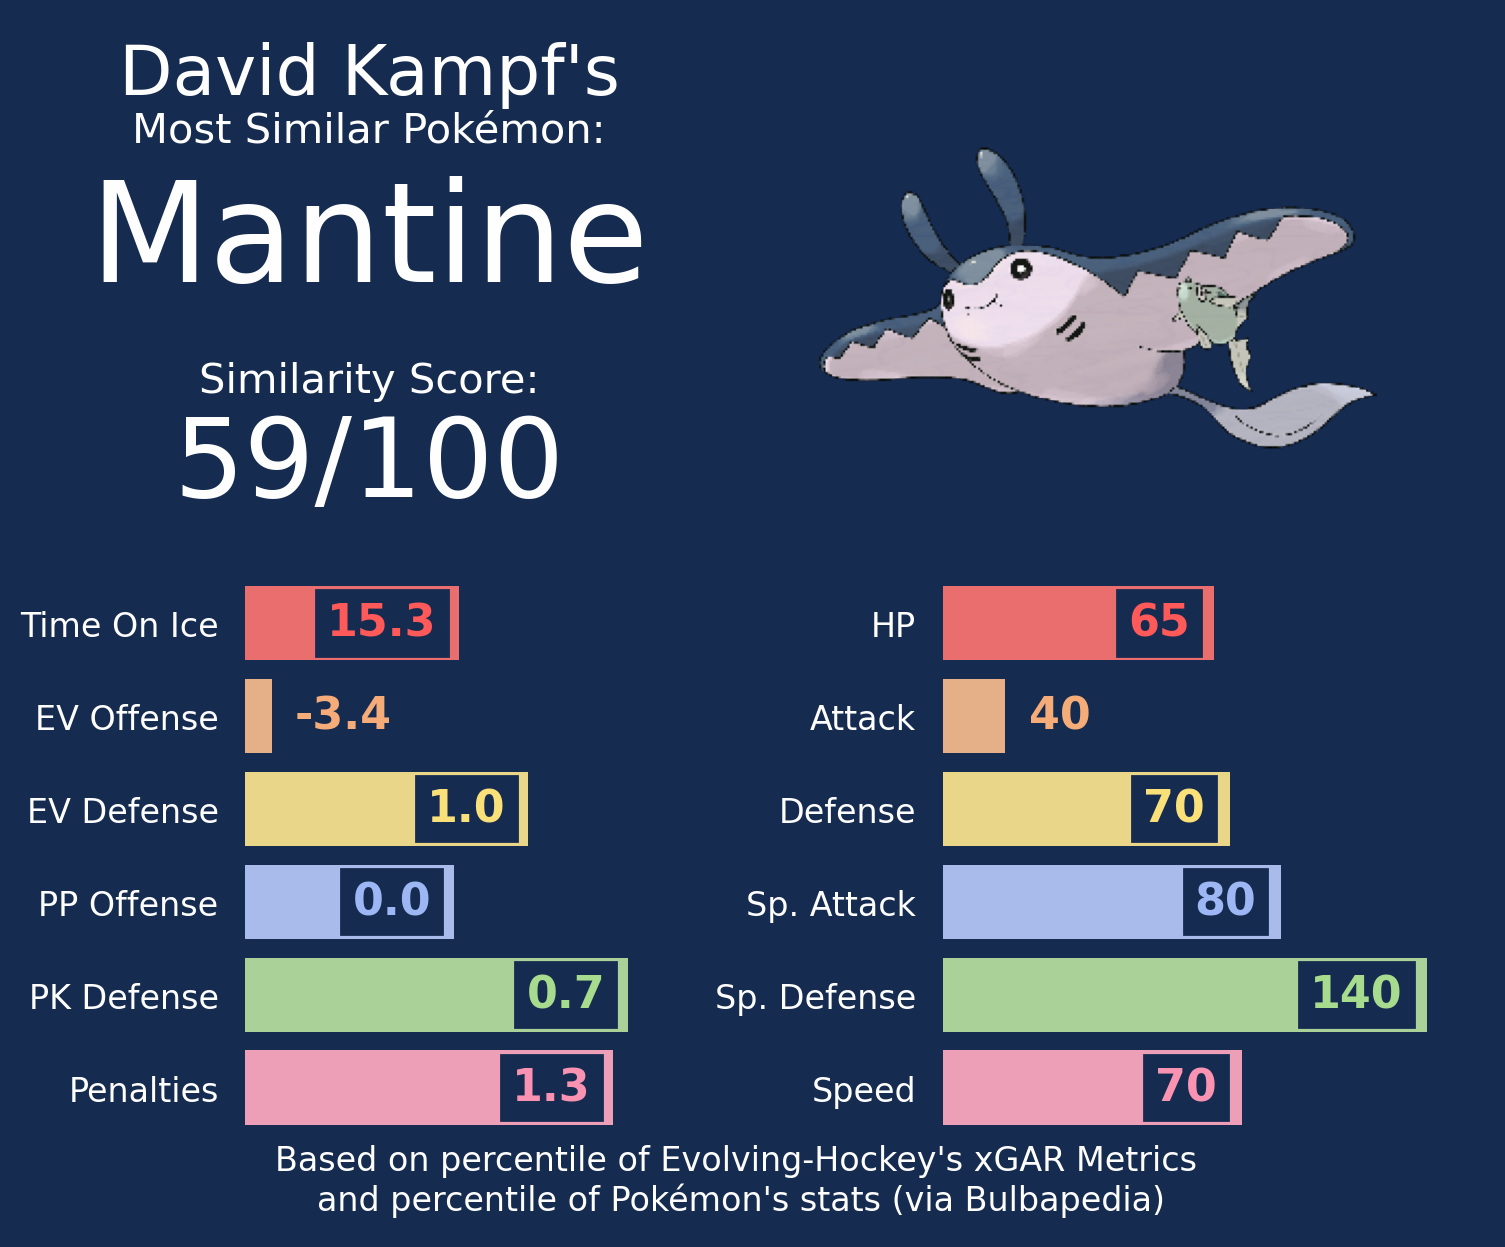 David Kampf's
Most Similar Pokémon:
Mantine
Similarity Score:
59/100
Time On Ice 15.3
EV Offense -3.4
EV Defense 1.0
PP Offense 0.0
PK Defense 0.7
Penalties 1.3
HP 65
Attack 40
Defense 70
Sp. Attack 80
Sp. Defense 140
Speed 70
Based on percentile of Evolving-Hockey's xGAR Metrics
and percentile of Pokémon's stats (via Bulbapedia)